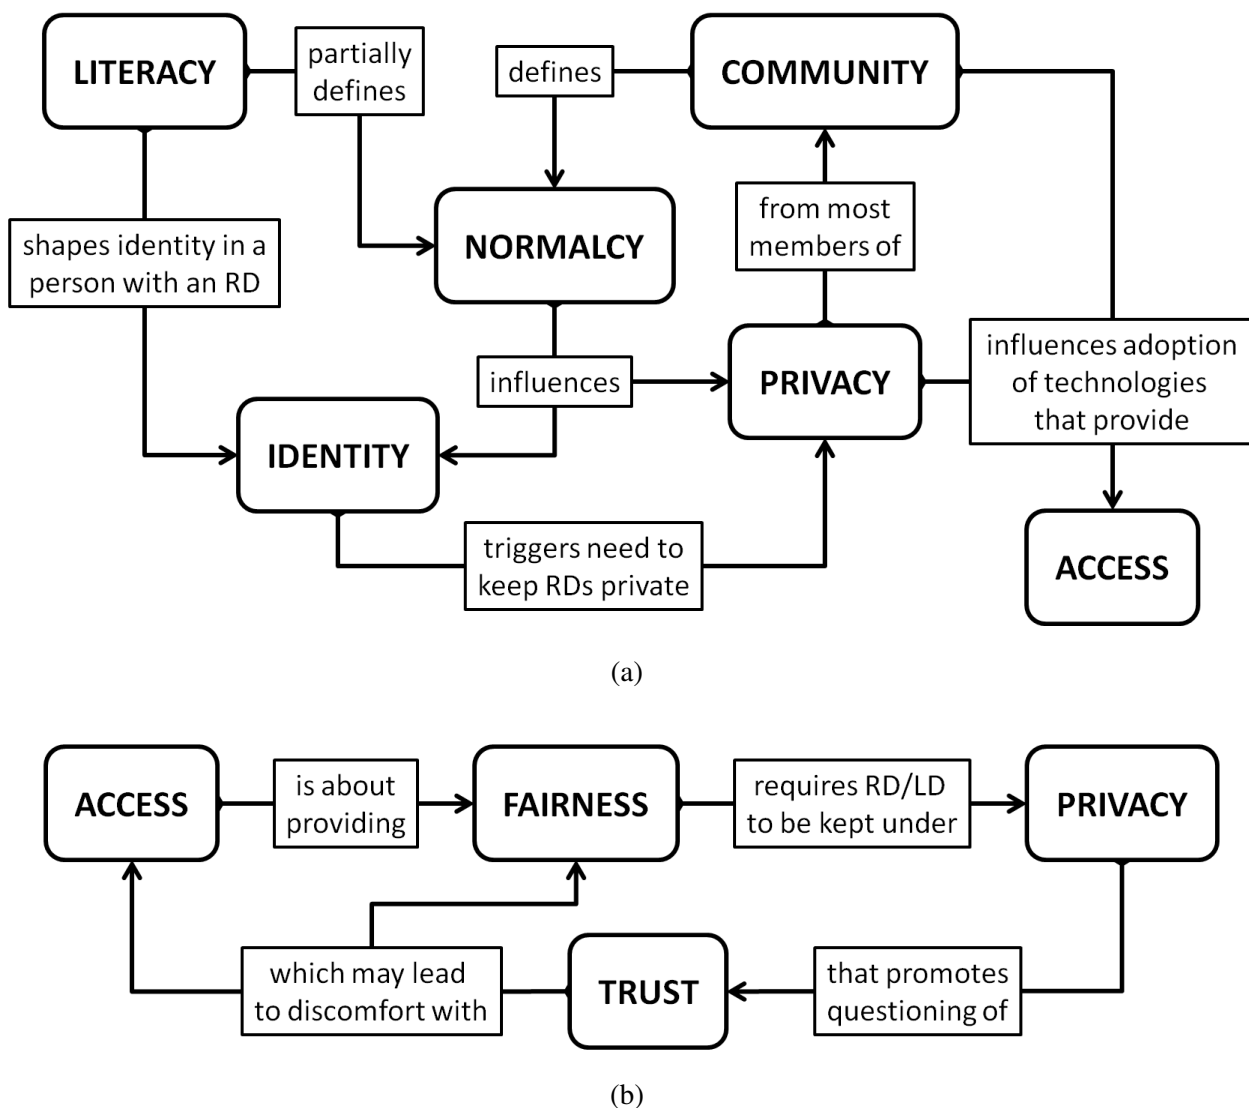 LITERACY
partially
defines
defines
COMMUNITY
shapes identity in a
person with an RD
NORMALCY
from most
members of
influences
PRIVACY
influences adoption
of technologies
that provide
IDENTITY
triggers need to
keep RDs private
ACCESS
(a)
ACCESS
is about
providing
FAIRNESS
requires RD/LD
to be kept under
PRIVACY
which may lead
to discomfort with
TRUST
that promotes
questioning of
(b)